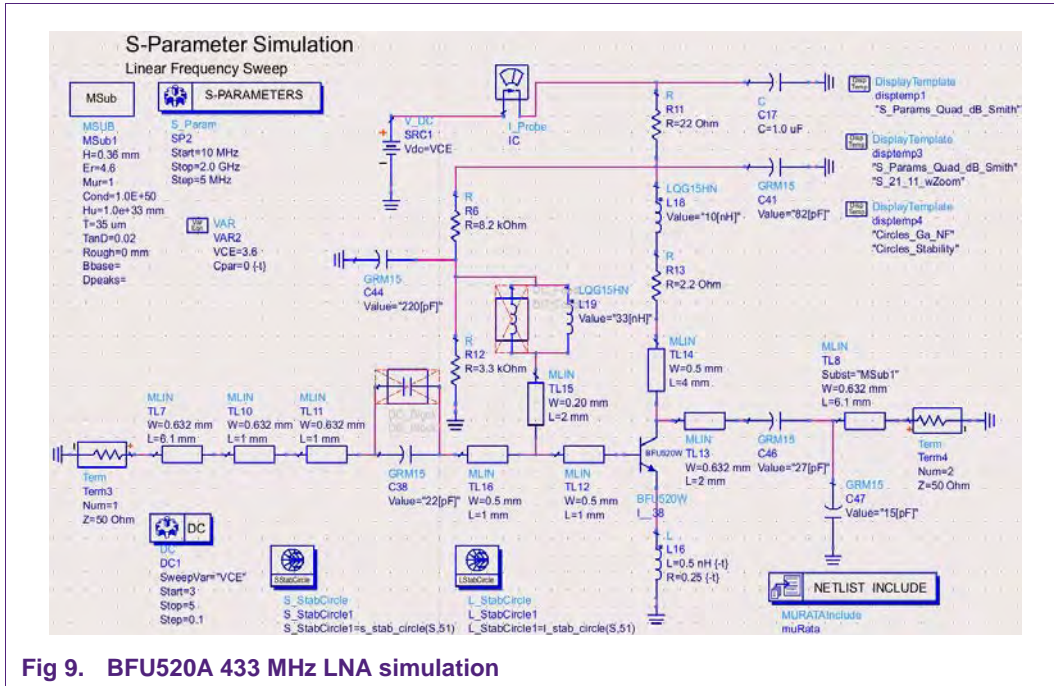 S-Parameter Simulation
Linear Frequency Sweep
MSub
MSUB
MSub1
H=0.36 mm
Er=4.6
Mur=1
Cond=1.0E+50
Hu=1.0e+33 mm
T=35 um
TanD=0.02
Rough=0 mm
Bbase=
Dpeaks=
S-PARAMETERS
S_Param
SP2
Start=10 MHz
Stop=2.0 GHz
Step=5 MHz
Var
Eqn
VAR
VAR2
VCE=3.6
Cpar=0 {-t}
V_DC
SRC1
Vdc=VCE
I_Probe
IC
R
R11
R=22 Ohm
C
C17
C=1.0 uF
Disp
Temp
DisplayTemplate
disptemp1
"S_Params_Quad_dB_Smith"
Disp
Temp
DisplayTemplate
disptemp3
"S_Params_Quad_dB_Smith"
"S_21_11_wZoom"
Disp
Temp
DisplayTemplate
disptemp4
"Circles_Ga_NF"
"Circles_Stability"
R
R6
R=8.2 kOhm
LQG15HN
L18
Value="10[nH]"
GRM15
C41
Value="82[pF]"
GRM15
C44
Value="220[pF]"
LQG15HN
L19
Value="33[nH]"
R
R13
R=2.2 Ohm
R
R12
R=3.3 kOhm
MLIN
TL14
W=0.5 mm
L=4 mm
MLIN
TL8
Subst="MSub1"
W=0.632 mm
L=6.1 mm
MLIN
TL15
W=0.20 mm
L=2 mm
MLIN
TL7
W=0.632 mm
L=6.1 mm
MLIN
TL10
W=0.632 mm
L=1 mm
MLIN
TL11
W=0.632 mm
L=1 mm
DC_Block
Term
Term3
Num=1
Z=50 Ohm
GRM15
C38
Value="22[pF]"
MLIN
TL16
W=0.5 mm
L=1 mm
MLIN
TL12
W=0.5 mm
L=1 mm
BFU520W
BFU520W
I__38
MLIN
TL13
W=0.632 mm
L=2 mm
GRM15
C46
Value="27[pF]"
Term
Term4
Num=2
Z=50 Ohm
GRM15
C47
Value="15[pF]"
DC
DC
DC1
SweepVar="VCE"
Start=3
Stop=5
Step=0.1
SStabCircle
S_StabCircle
S_StabCircle1
S_StabCircle1=s_stab_circle(S,51)
LStabCircle
L_StabCircle
L_StabCircle1
L_StabCircle1=l_stab_circle(S,51)
L
L16
L=0.5 nH {-t}
R=0.25 {-t}
NETLIST INCLUDE
MURATAInclude
muRata
Fig 9. BFU520A 433 MHz LNA simulation